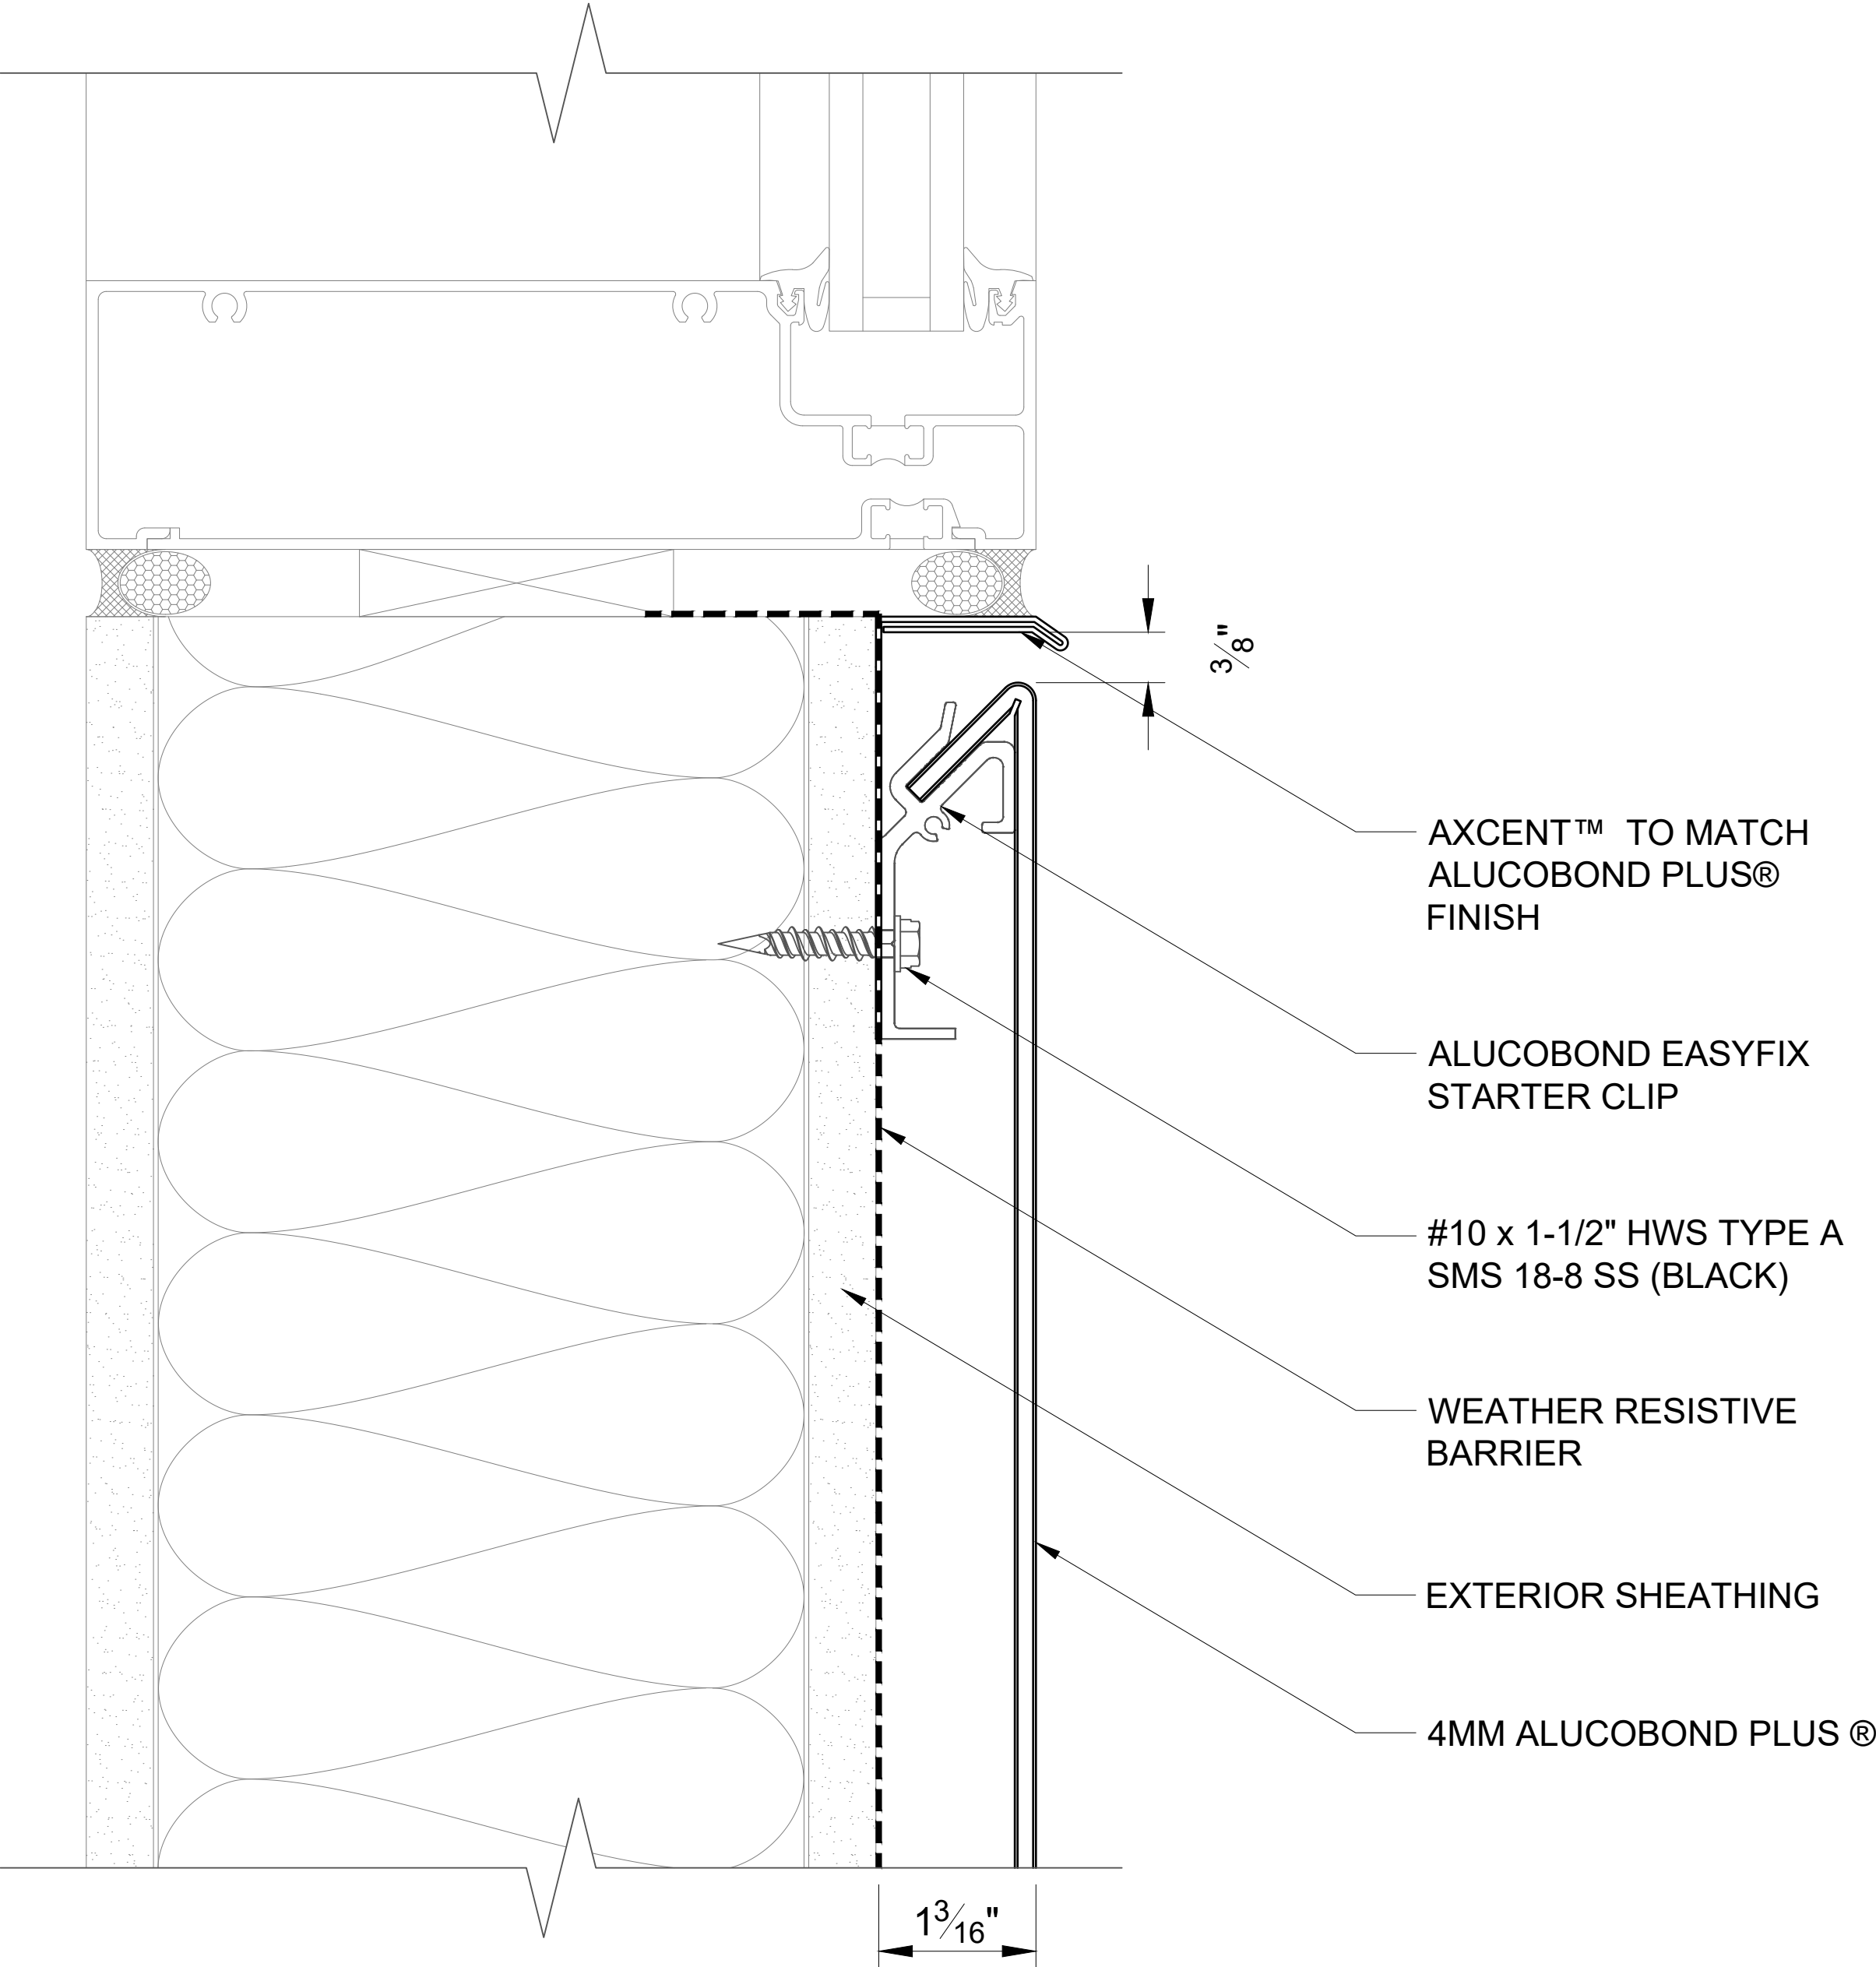 3/8"
AXCENT™ TO MATCH
ALUCOBOND PLUS®
FINISH
ALUCOBOND EASYFIX
STARTER CLIP
#10 x 1-1/2" HWS TYPE A
SMS 18-8 SS (BLACK)
WEATHER RESISTIVE
BARRIER
EXTERIOR SHEATHING
4MM ALUCOBOND PLUS ®
1 3/16"